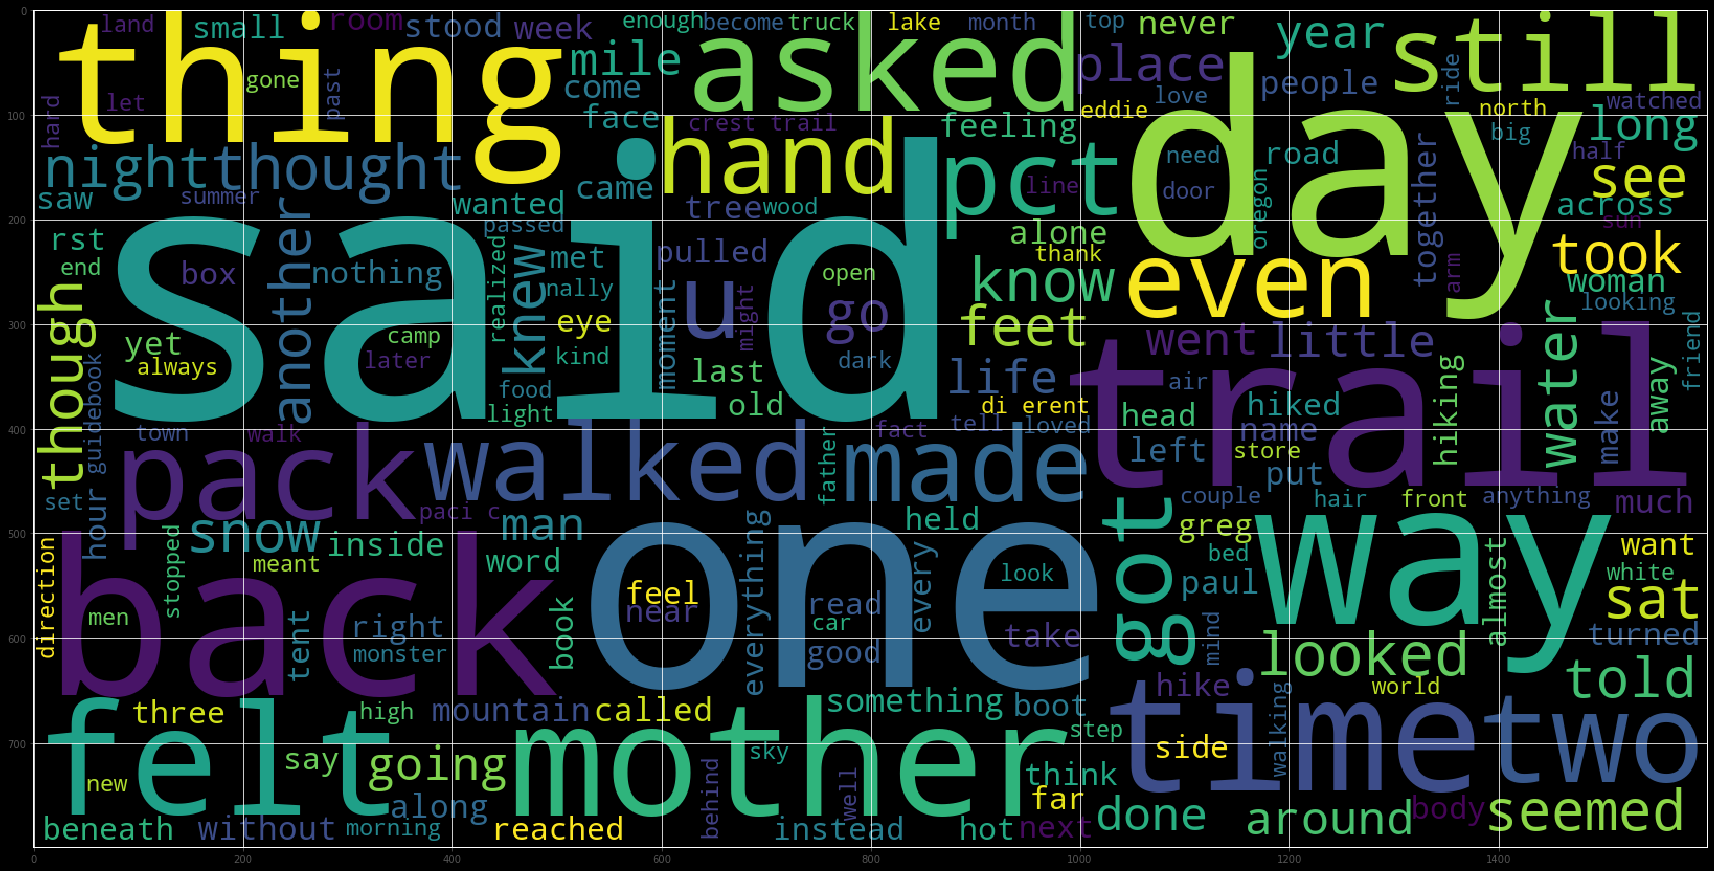 0
land
small
room
stood
week
enough
become
truck
lake
month
top
never
year
still
thing
asked
mile
place
people
ride
gone
past
come
let
hard
face
love
eddie
north
watched
big
long
crest trail
feeling
day
100
night
thought
hand
pct
need
road
together
half
see
saw
summer
came
line
door
oregon
wanted
tree
wood
across
sun
200
another
said
passed
alone
rst
end
box
nothing
realized
knew
met
nally
pulled
open
thank
know
even
arm
took
woman
looking
though
u
go
moment
might
eye
feet
300
yet
camp
kind
always
later
dark
went
little
water
friend
guidebook
last
life
air
trail
food
light
old
di erent
head
hiked
hiking
make
away
400
town
walk
father
fact
tell
loved
name
left
store
pack
walked
made
put
set
hour
paci c
couple
hair
front
anything
much
500
snow
man
held
got
greg
way
inside
stopped
word
everything
every
bed
almost
want
direction
meant
look
white
back
one
feel
paul
men
near
read
sat
600
right
book
car
take
mind
turned
tent
monster
good
looked
told
hike
world
three
high
mountain
called
something
boot
step
walking
time
two
700
felt
mother
sky
side
say
going
think
new
behind
well
far
along
done
around
body
seemed
beneath
without
morning
reached
instead
hot
next
0
200
400
600
800
1000
1200
1400